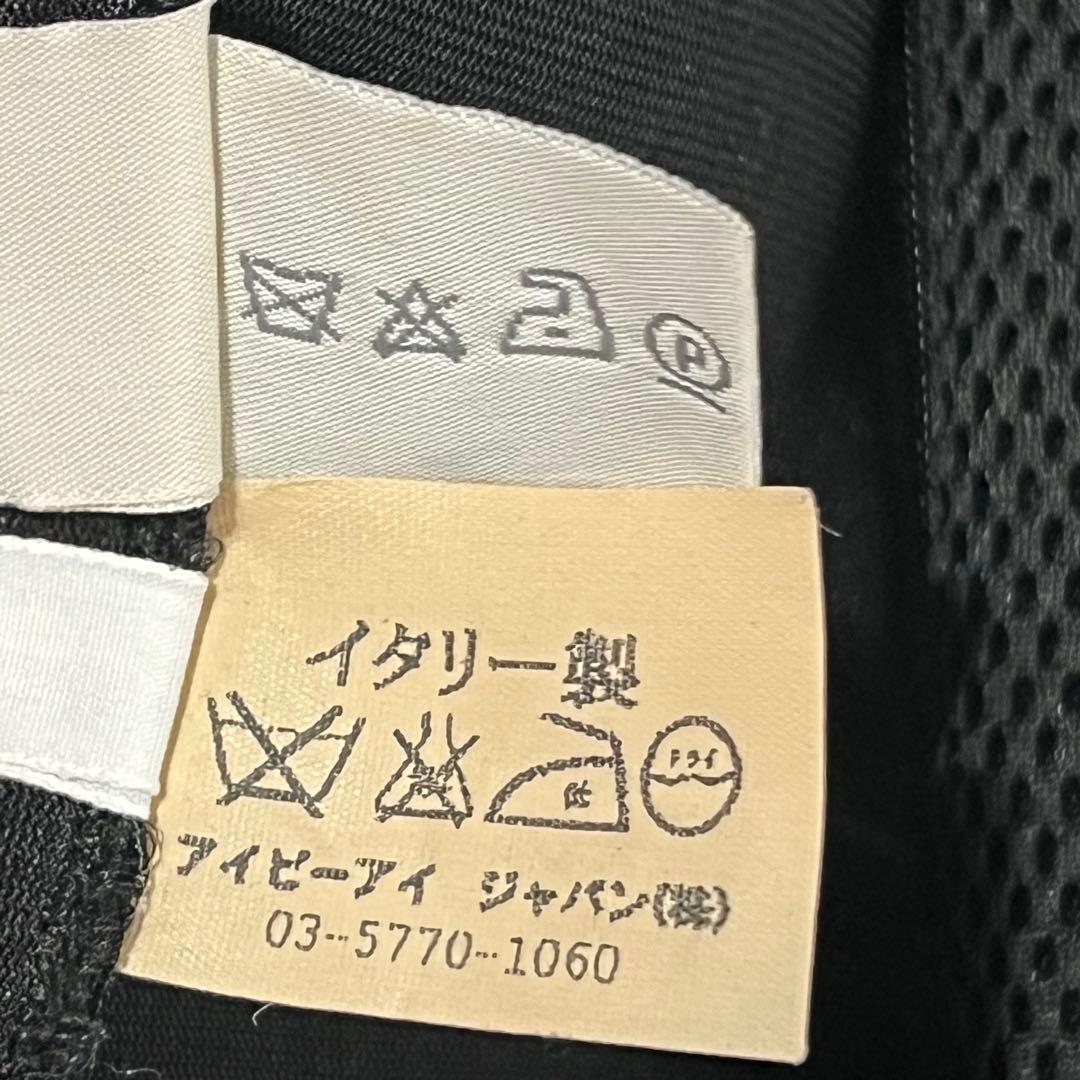 P
イタリー製
低
ドライ
アイピーアイ ジャパン(株)
03-5770-1060